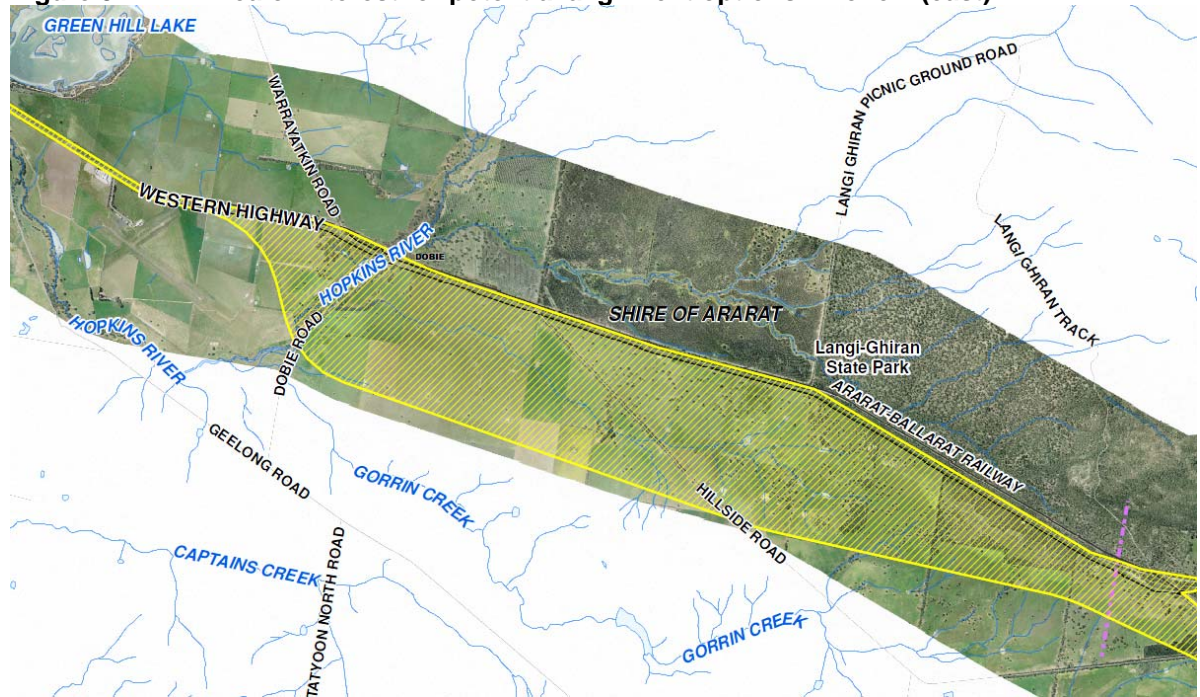 (east)
GREEN HILL LAKE
WARRAYATKIN ROAD
LANGI GHIRAN PICNIC GROUND ROAD
WESTERN HIGHWAY
LANGI GHIRAN TRACK
HOPKINS RIVER
DOBIE
SHIRE OF ARARAT
HOPKINS RIVER
DOBIE ROAD
Langi-Ghiran
State Park
ARARAT-BALLARAT RAILWAY
GEELONG ROAD
GORRIN CREEK
HILLSIDE ROAD
CAPTAINS CREEK
TATYOON NORTH ROAD
GORRIN CREEK